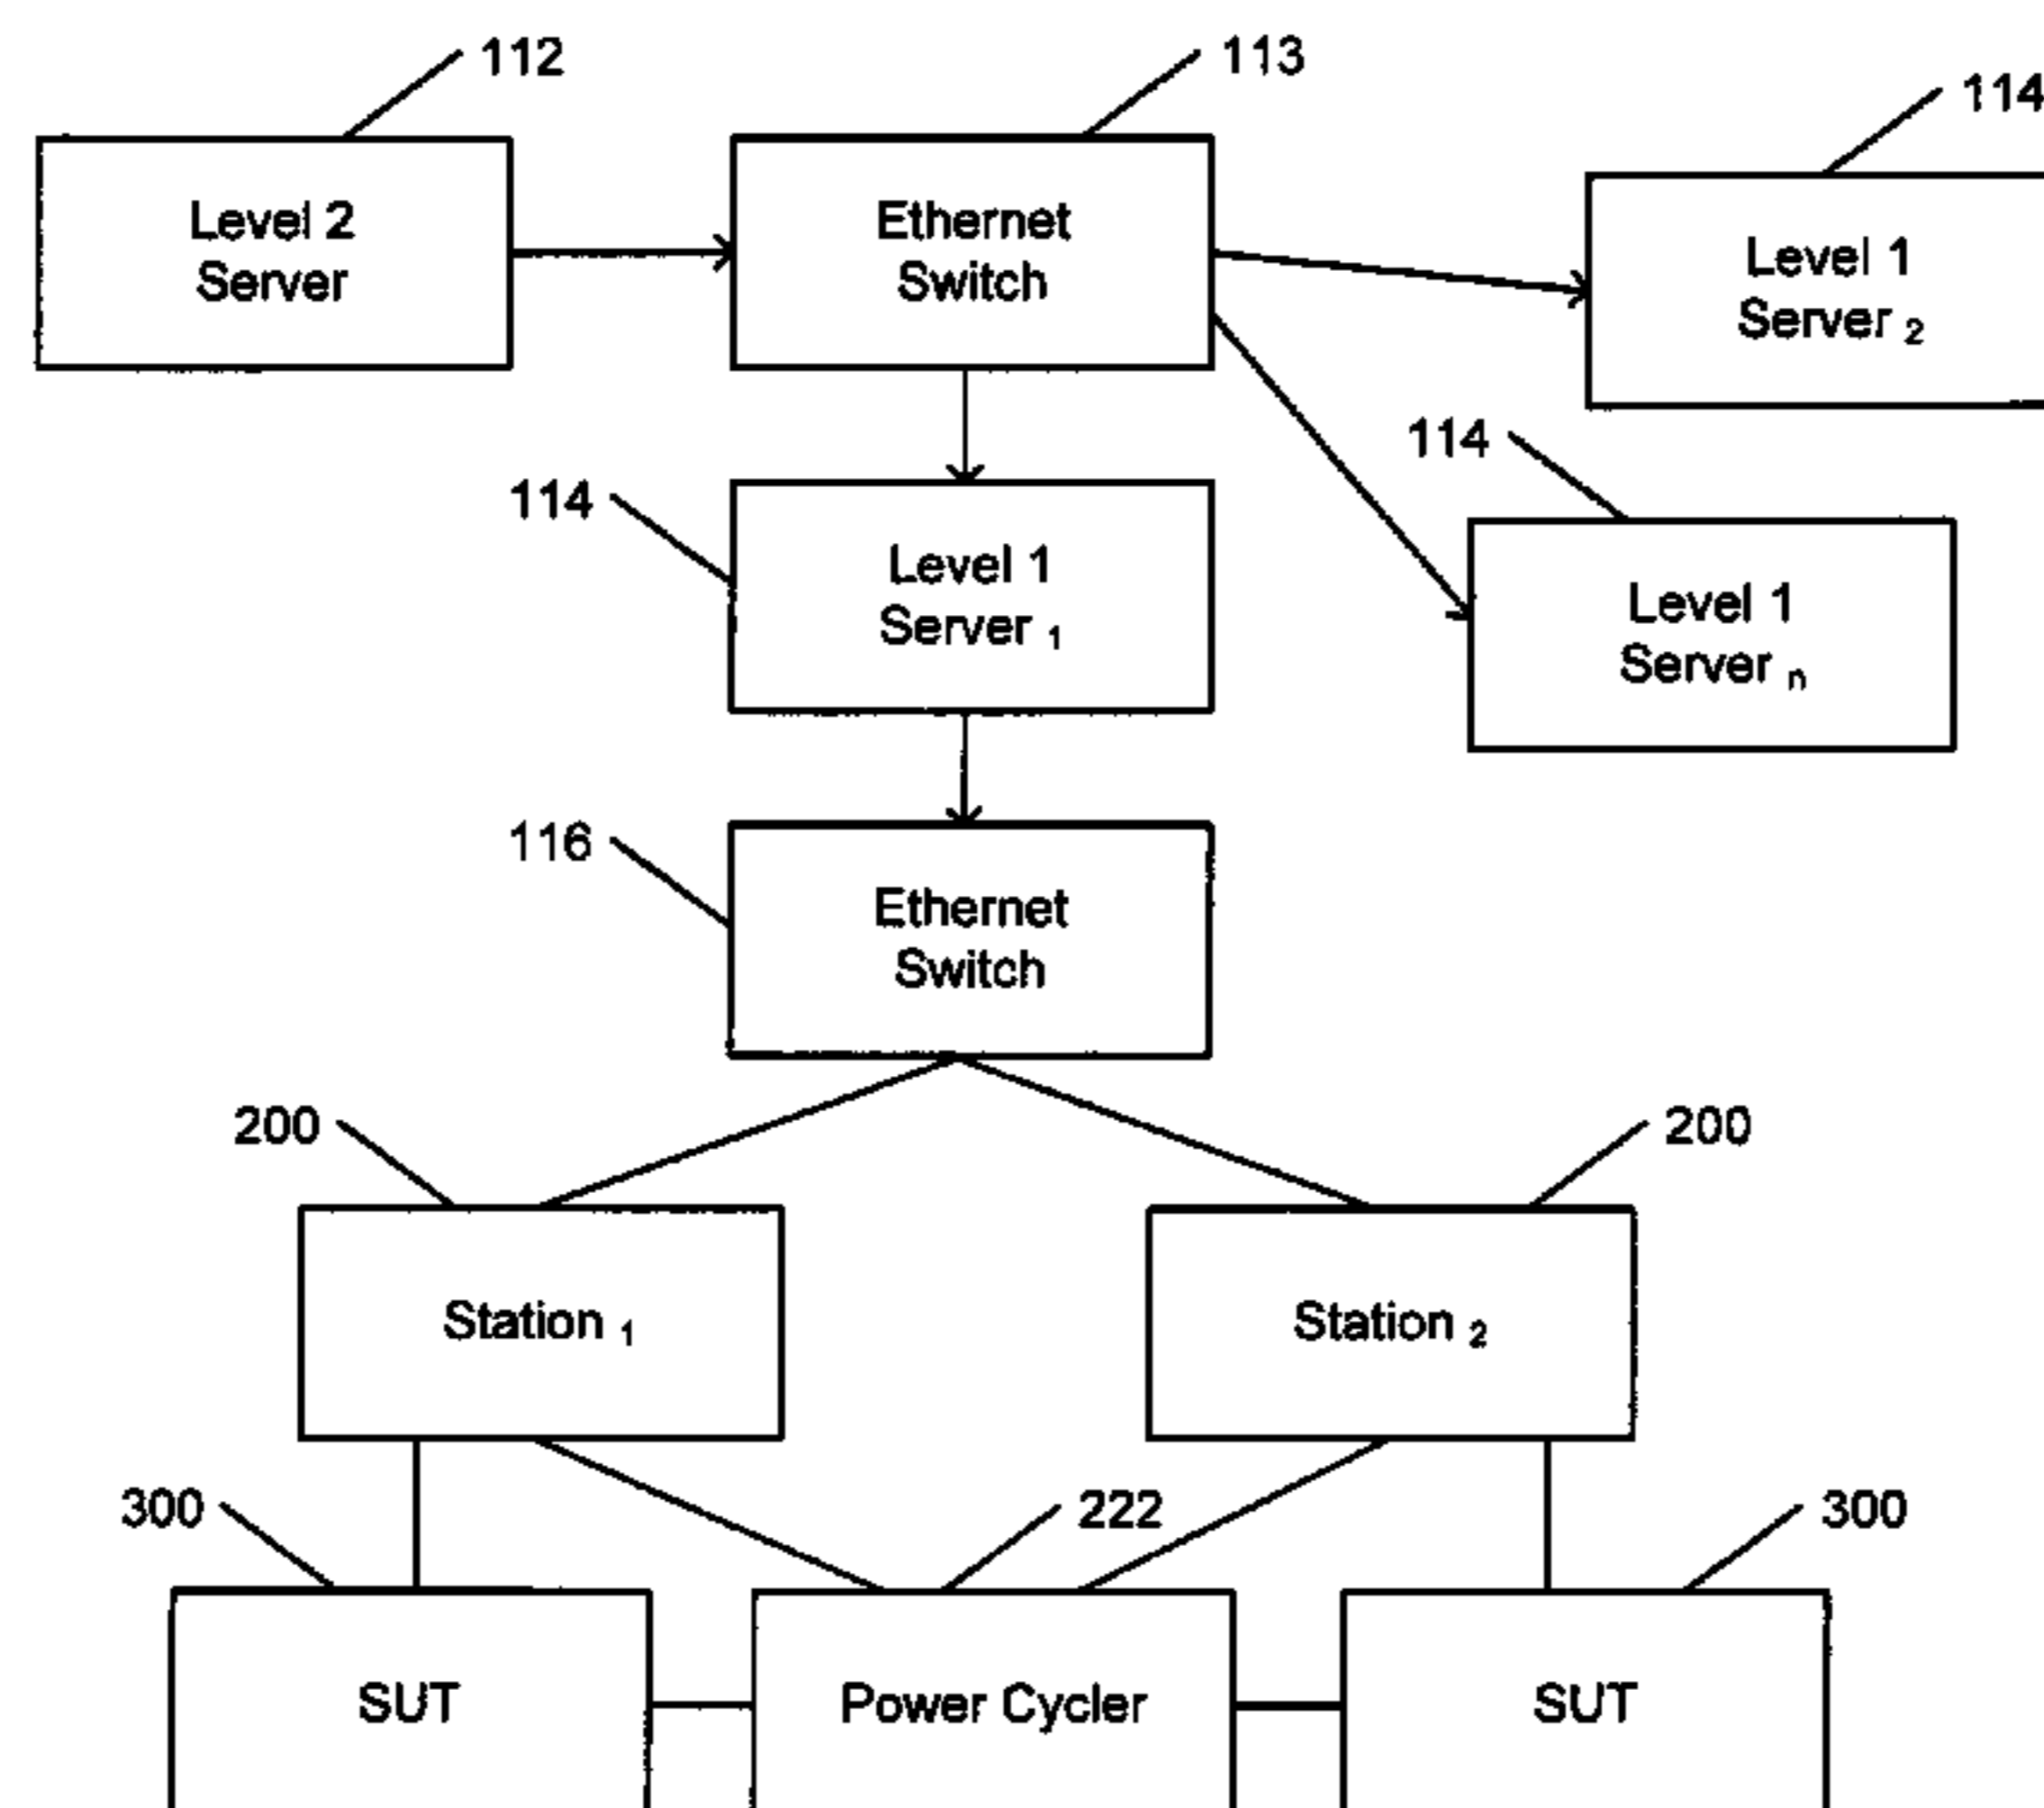 112
113
114
Level 2
Server
Ethernet
Switch
Level 1
Server 2
114
114
Level 1
Server 1
Level 1
Server n
116
Ethernet
Switch
200
200
Station 1
Station 2
300
222
300
SUT
Power Cycler
SUT